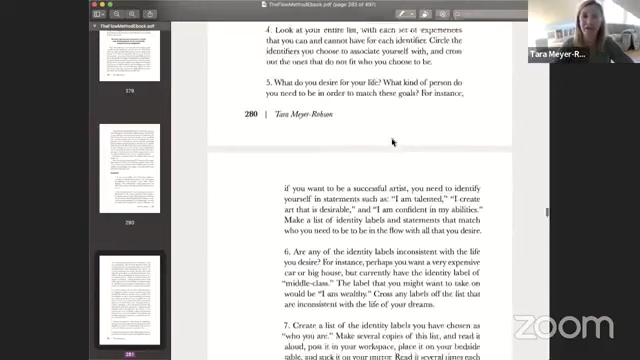 TheFlowMethodEbook.pdf (page 283 of 497)
TheFlowMethodEbook.pdf
279
280
281
4. Look at your entire list, with each set of experiences
that you can and cannot have for each identifier. Circle the
identifiers you choose to associate yourself with, and cross
out the ones that do not fit who you choose to be.
5. What do you desire for your life? What kind of person do
you need to be in order to match these goals? For instance,
280 | Tara Meyer-Robson
if you want to be a successful artist, you need to identify
yourself in statements such as: “I am talented,” “I create
art that is desirable,” and “I am confident in my abilities.”
Make a list of identity labels and statements that match
who you need to be to be in the flow with all that you desire.
6. Are any of the identity labels inconsistent with the life
you desire? For instance, perhaps you want a very expensive
car or big house, but currently have the identity label of
“middle-class.” The label that you might want to take on
would be “I am wealthy.” Cross any labels off the list that
are inconsistent with the life of your dreams.
7. Create a list of the identity labels you have chosen as
“who you are.” Make several copies of this list, and read it
aloud, post it in your workplace, place it on your bedside
table, and stick it on your mirror. Read it several times each
Tara Meyer-R...
zoom